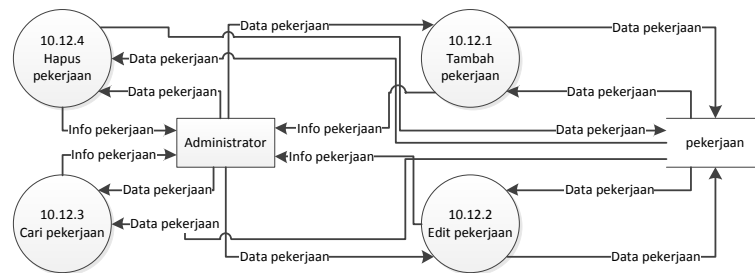 10.12.4
Hapus
pekerjaan
Data pekerjaan
10.12.1
Tambah
pekerjaan
Data pekerjaan
Data pekerjaan
Data pekerjaan
Data pekerjaan
Info pekerjaan
Info pekerjaan
Data pekerjaan
Administrator
pekerjaan
Info pekerjaan
Info pekerjaan
Data pekerjaan
Data pekerjaan
10.12.3
Cari pekerjaan
Data pekerjaan
10.12.2
Edit pekerjaan
Data pekerjaan
Data pekerjaan